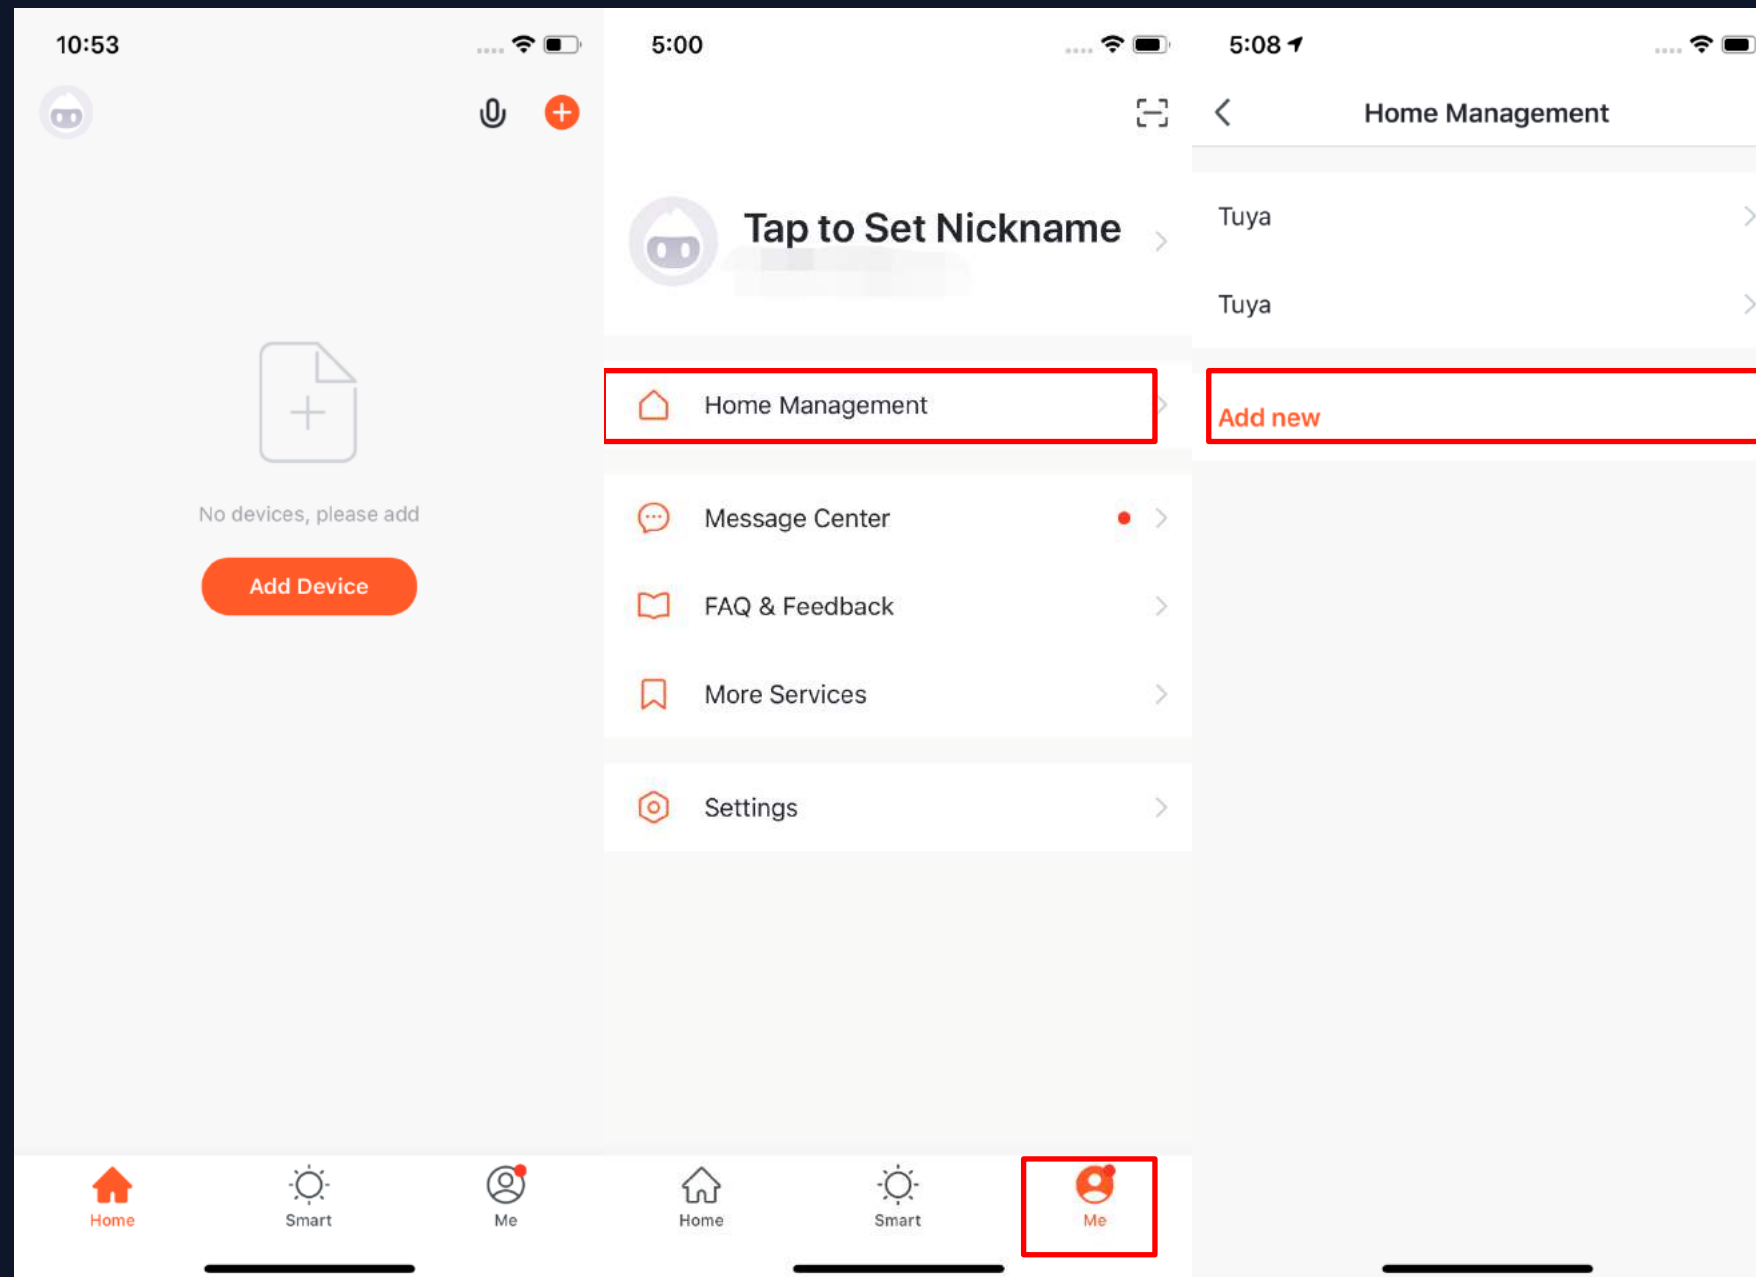 10:53
No devices, please add
Add Device
Home
Smart
Me
5:00
Tap to Set Nickname
Home Management
Message Center
FAQ & Feedback
More Services
Settings
Home
Smart
Me
5:08
Home Management
Tuya
Tuya
Add new